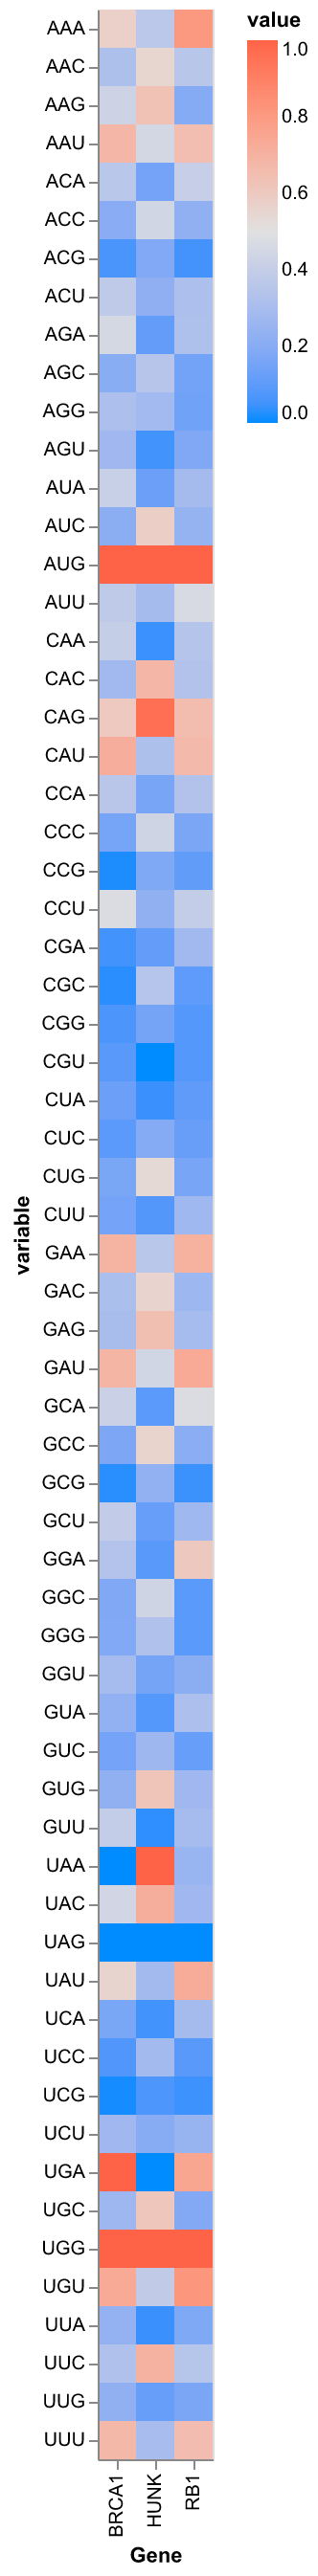 value
1.0
0.8
0.6
0.4
0.2
0.0
AAA
AAC
AAG
AAU
ACA
ACC
ACG
ACU
AGA
AGC
AGG
AGU
AUA
AUC
AUG
AUU
CAA
CAC
CAG
CAU
CCA
CCC
CCG
CCU
CGA
CGC
CGG
CGU
CUA
CUC
CUG
CUU
GAA
GAC
GAG
GAU
GCA
GCC
GCG
GCU
GGA
GGC
GGG
GGU
GUA
GUC
GUG
GUU
UAA
UAC
UAG
UAU
UCA
UCC
UCG
UCU
UGA
UGC
UGG
UGU
UUA
UUC
UUG
UUU
variable
BRCA1
HUNK
RB1
Gene